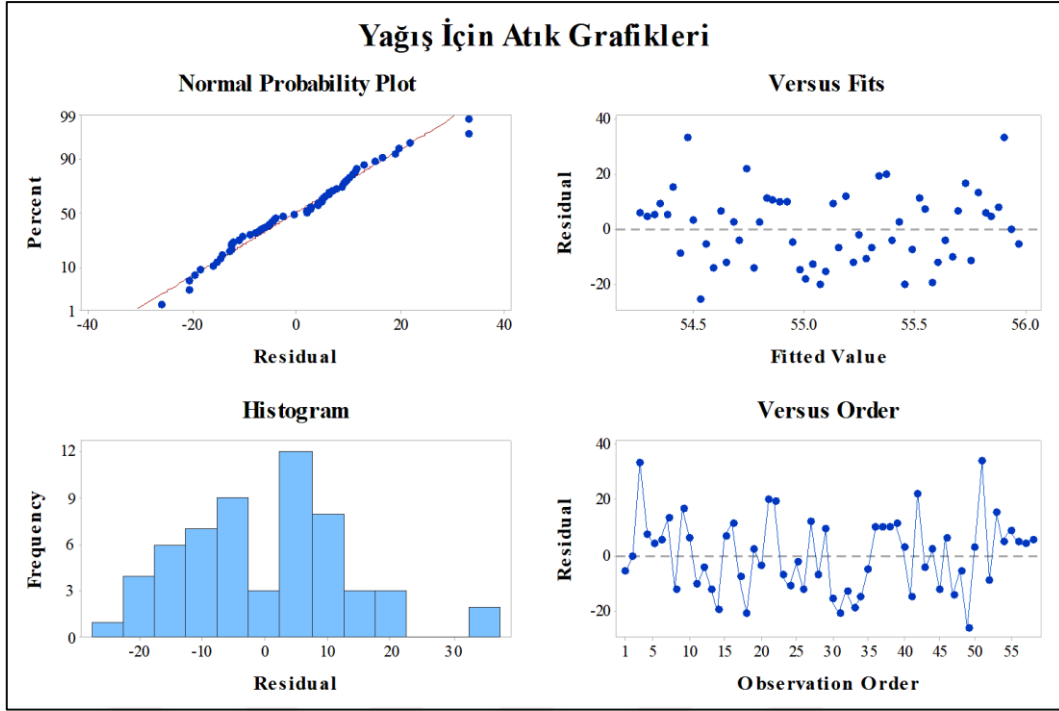 Yağış İçin Atık Grafikleri
Normal Probability Plot
99
90
50
10
1
Percent
-40 -20 0 20 40
Residual
Versus Fits
40
20
0
-20
Residual
54.5 55.0 55.5 56.0
Fitted Value
Histogram
12
9
6
3
0
Frequency
-20 -10 0 10 20 30
Residual
Versus Order
40
20
0
-20
Residual
1 5 10 15 20 25 30 35 40 45 50 55
Observation Order